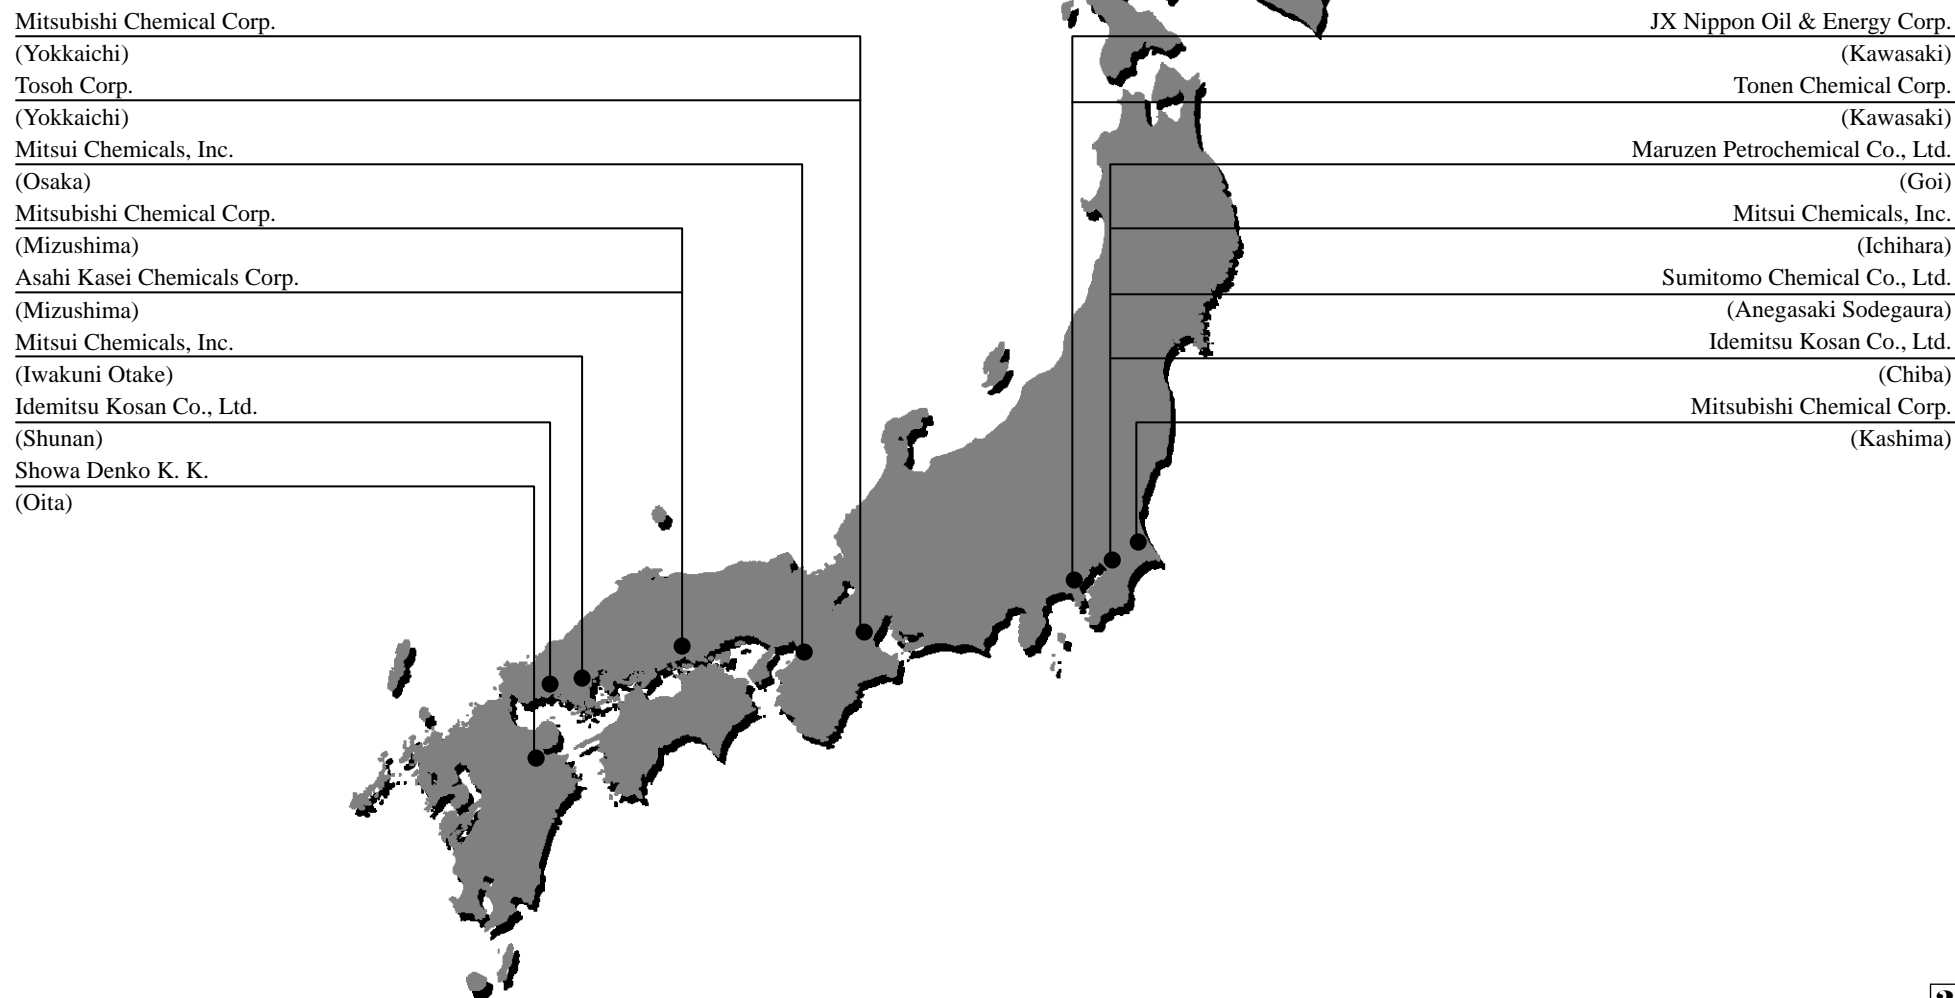 Mitsubishi Chemical Corp.
(Yokkaichi)
Tosoh Corp.
(Yokkaichi)
Mitsui Chemicals, Inc.
(Osaka)
Mitsubishi Chemical Corp.
(Mizushima)
Asahi Kasei Chemicals Corp.
(Mizushima)
Mitsui Chemicals, Inc.
(Iwakuni Otake)
Idemitsu Kosan Co., Ltd.
(Shunan)
Showa Denko K. K.
(Oita)
JX Nippon Oil & Energy Corp.
(Kawasaki)
Tonen Chemical Corp.
(Kawasaki)
Maruzen Petrochemical Co., Ltd.
(Goi)
Mitsui Chemicals, Inc.
(Ichihara)
Sumitomo Chemical Co., Ltd.
(Anegasaki Sodegaura)
Idemitsu Kosan Co., Ltd.
(Chiba)
Mitsubishi Chemical Corp.
(Kashima)